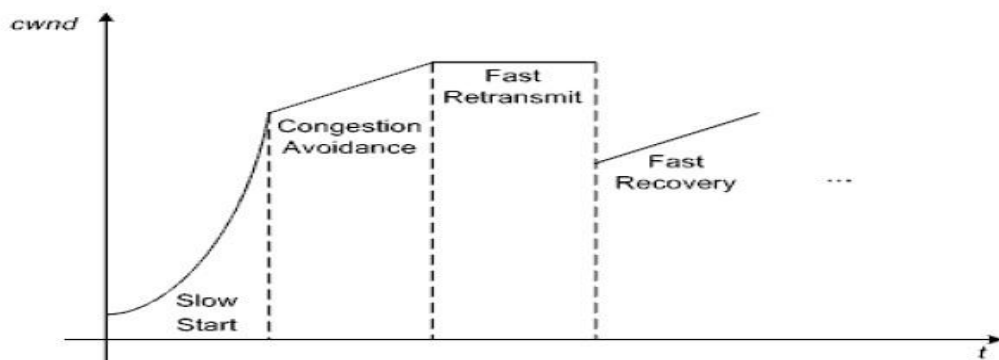 cwnd
Fast
Retransmit
Congestion
Avoidance
Fast
Recovery
...
Slow
Start
t